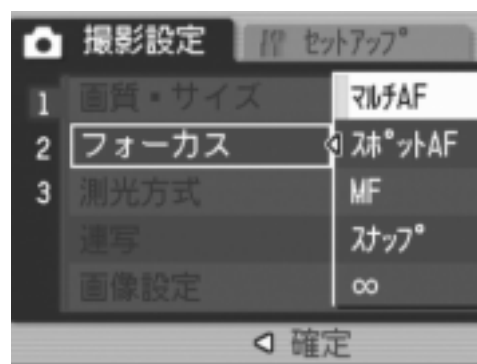 撮影設定 セットアップ
1 画質・サイズ マルチAF
2 フォーカス スポットAF
3 測光方式 MF
連写 スナップ
画像設定 ∞
確定